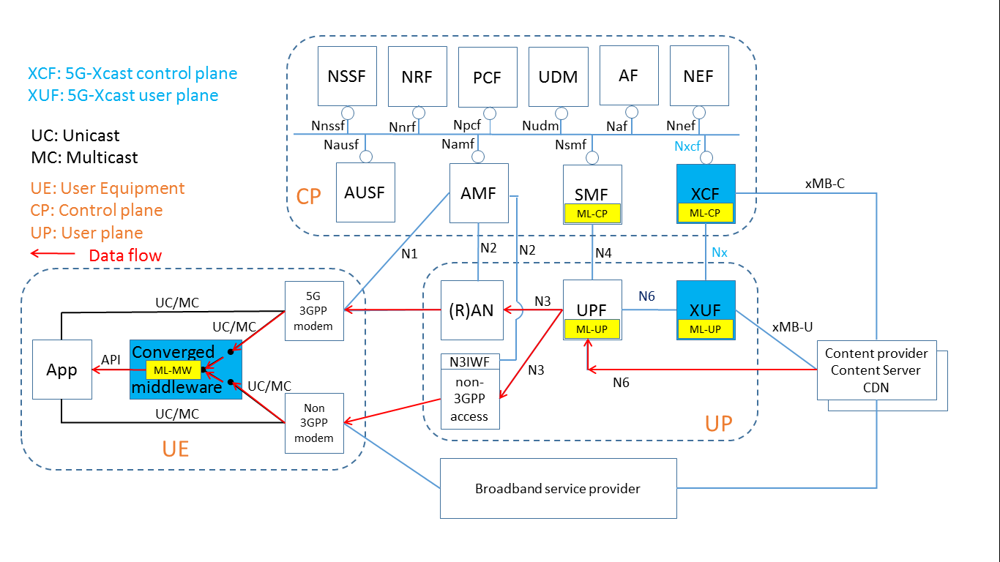 XCF: 5G-Xcast control plane
XUF: 5G-Xcast user plane
UC: Unicast
MC: Multicast
UE: User Equipment
CP: Control plane
UP: User plane
Data flow
NSSF
NRF
PCF
UDM
AF
NEF
Nnssf
Nnrf
Npcf
Nudm
Naf
Nnef
Nausf
Namf
Nsmf
Nxcf
CP
AUSF
AMF
SMF
ML-CP
XCF
ML-CP
xMB-C
N1
N2
N2
N4
Nx
5G
3GPP
modem
UC/MC
UC/MC
(R)AN
N3
UPF
ML-UP
N6
XUF
ML-UP
xMB-U
App
API
Converged
ML-MW
middleware
UC/MC
UC/MC
Non
3GPP
modem
UE
N3IWF
non-
3GPP
access
N3
N6
UP
Content provider
Content Server
CDN
Broadband service provider